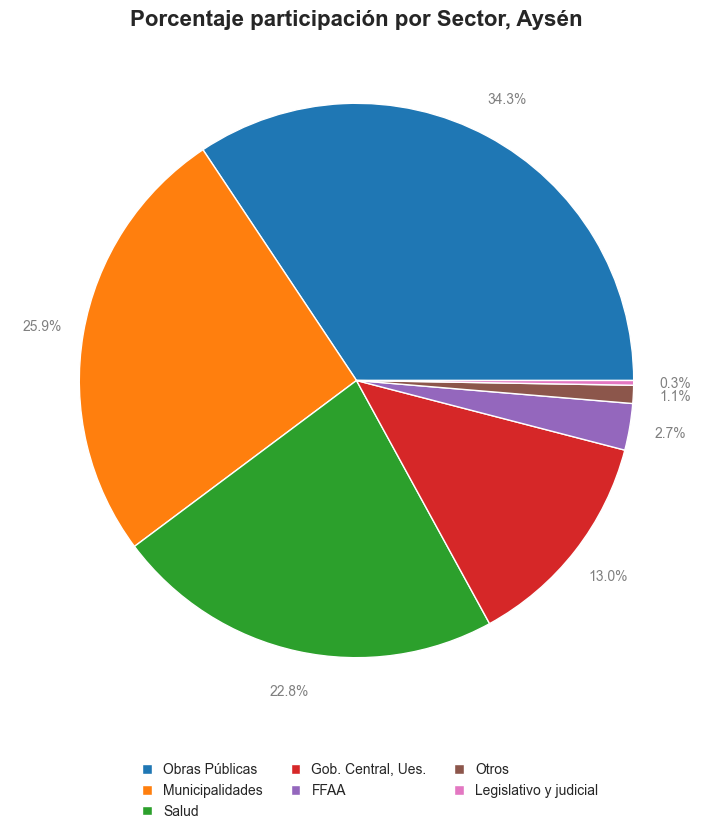 Porcentaje participación por Sector, Aysén
34.3%
25.9%
0.3%
1.1%
2.7%
13.0%
22.8%
Obras Públicas
Municipalidades
Salud
Gob. Central, Ues.
FFAA
Otros
Legislativo y judicial